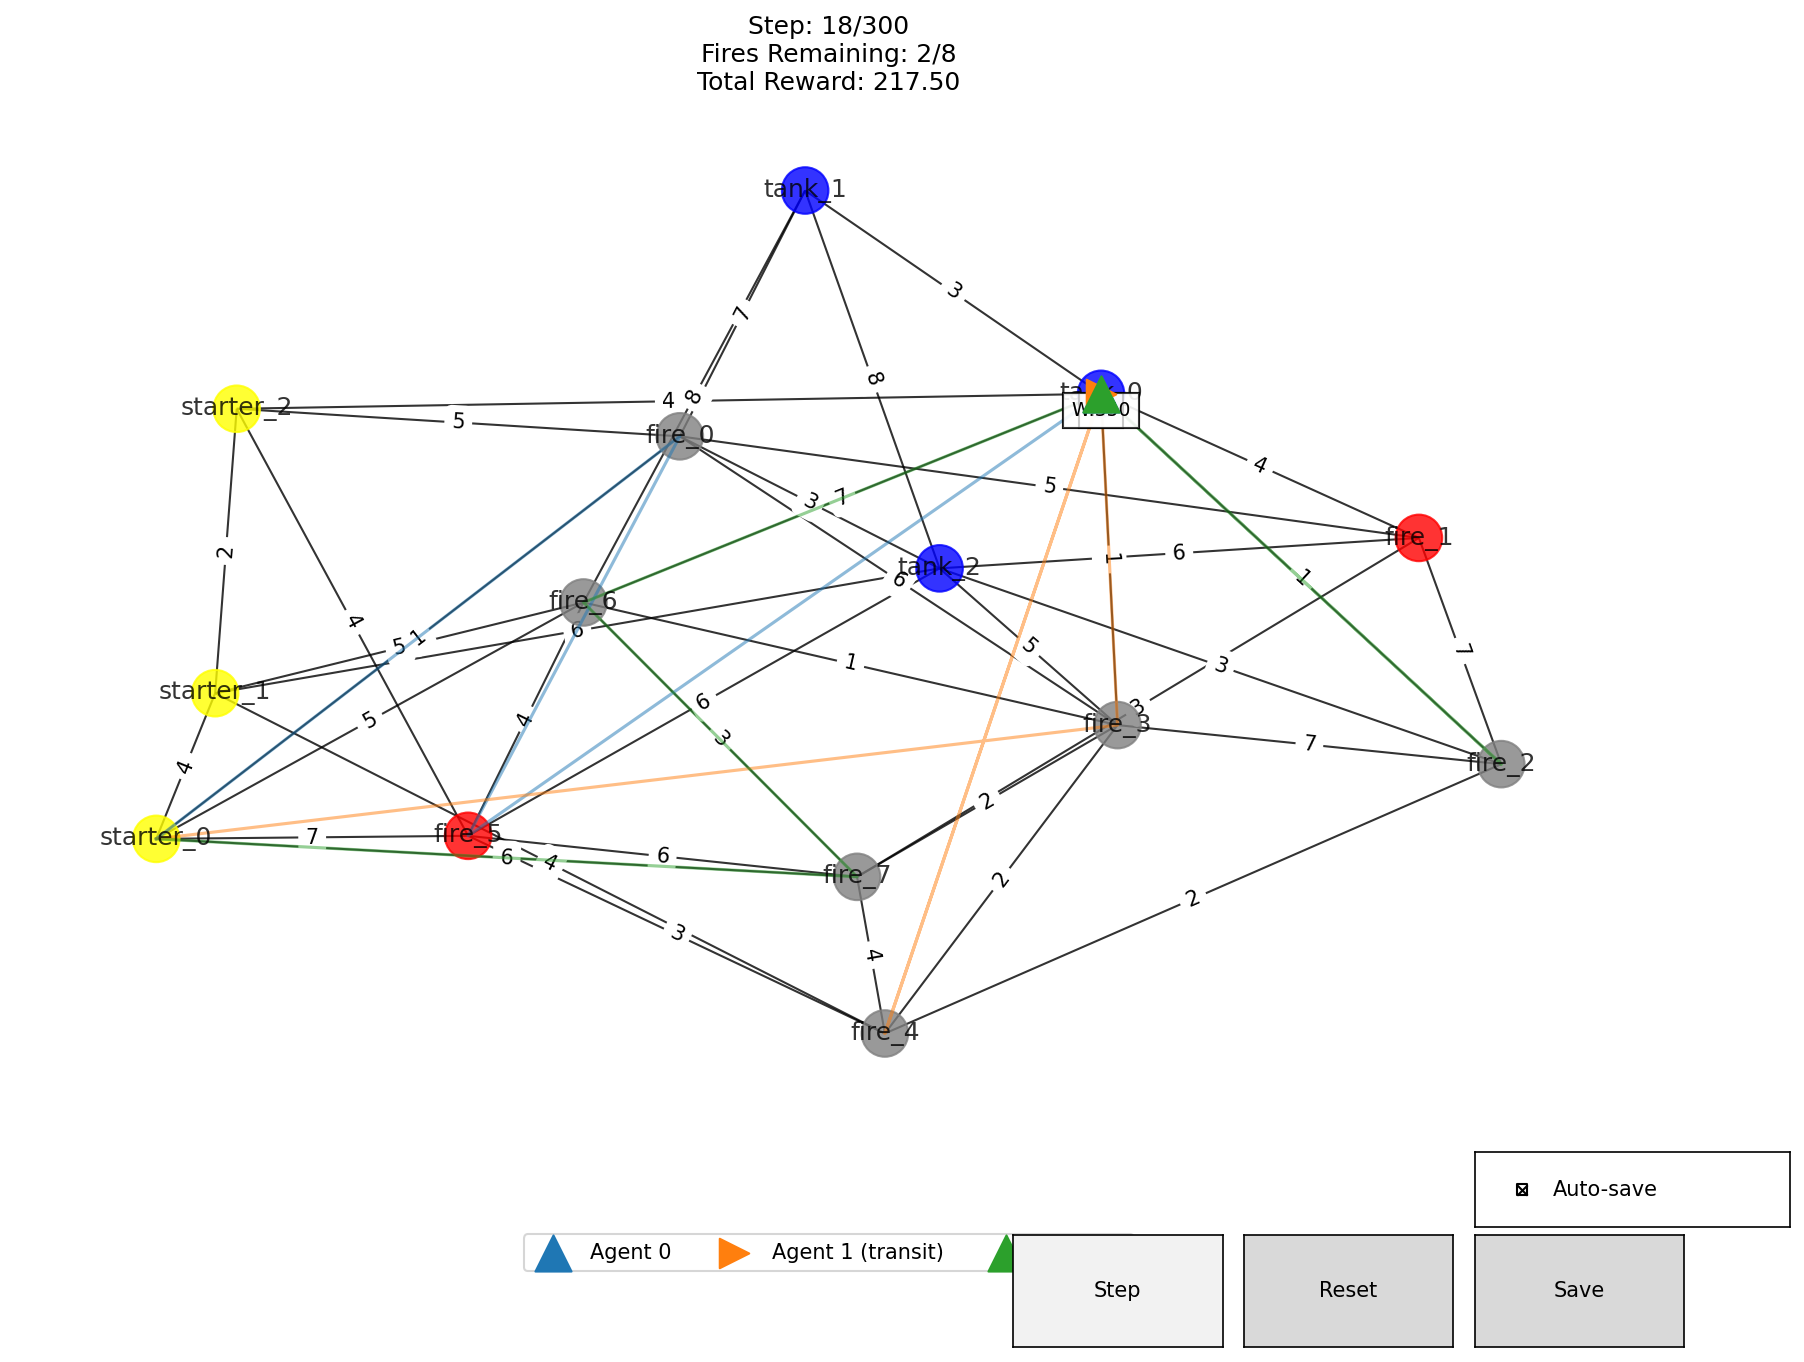 Step: 18/300
Fires Remaining: 2/8
Total Reward: 217.50
tank_1
3
7
8
tank_0
starter_2
4
8
5
fire_0
4
5
3
7
fire_1
2
6
1
tank_2
6
1
fire_6
4
6
5
1
5
1
3
7
starter_1
6
5
4
3
3
fire_3
7
fire_2
4
2
starter_0
7
fire_5
6
4
6
fire_7
2
2
3
4
fire_4
Auto-save
Agent 0
Agent 1 (transit)
Step
Reset
Save